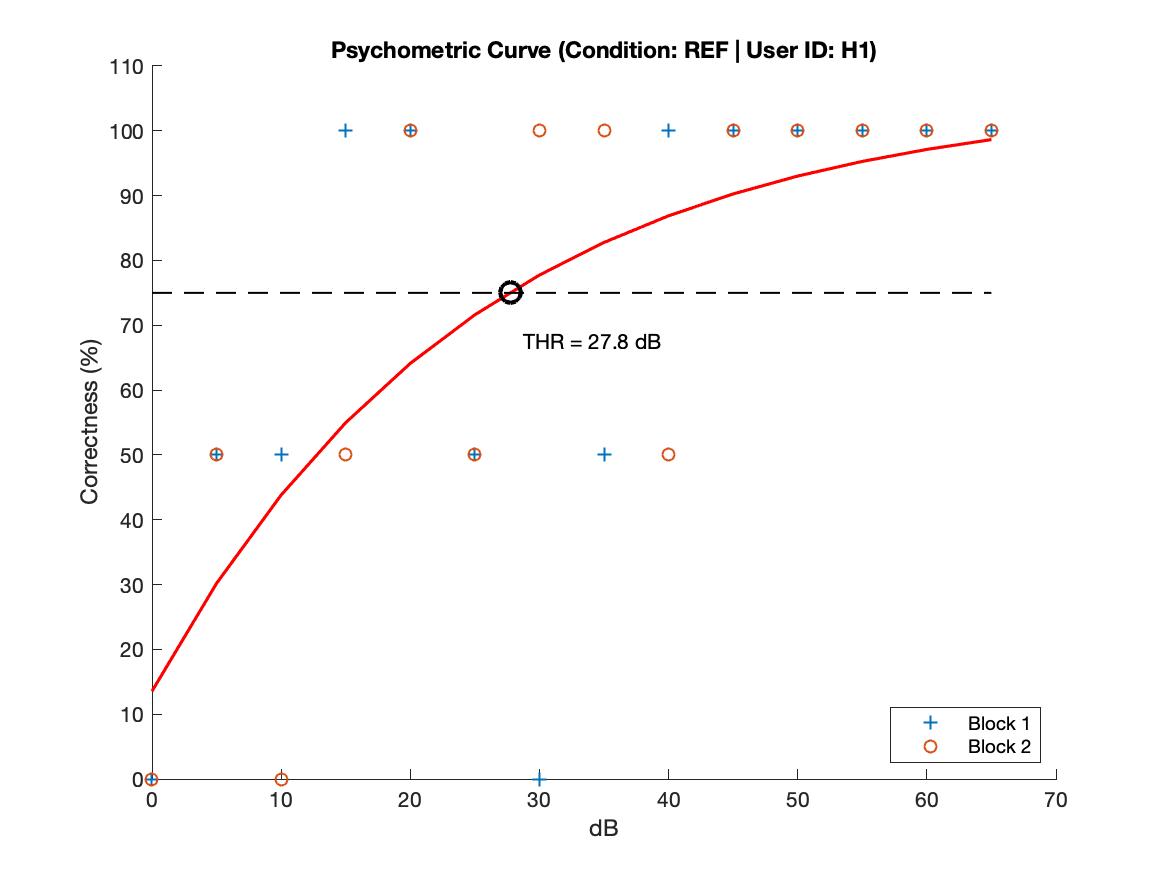 Psychometric Curve (Condition: REF | User ID: H1)
110
100
90
80
70
60
50
40
30
20
10
0
Correctness (%)
THR = 27.8 dB
Block 1
Block 2
0 10 20 30 40 50 60 70
dB